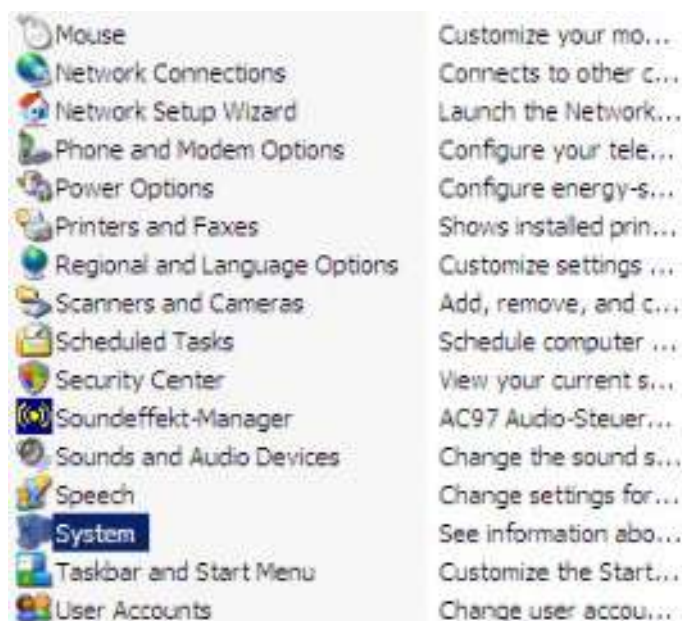 Mouse Customize your mo...
Network Connections Connects to other c...
Network Setup Wizard Launch the Network...
Phone and Modem Options Configure your tele...
Power Options Configure energy-s...
Printers and Faxes Shows installed prin...
Regional and Language Options Customize settings ...
Scanners and Cameras Add, remove, and c...
Scheduled Tasks Schedule computer ...
Security Center View your current s...
Soundeffekt-Manager AC97 Audio-Steuer...
Sounds and Audio Devices Change the sound s...
Speech Change settings for...
System See information abo...
Taskbar and Start Menu Customize the Start...
User Accounts Change user accou...